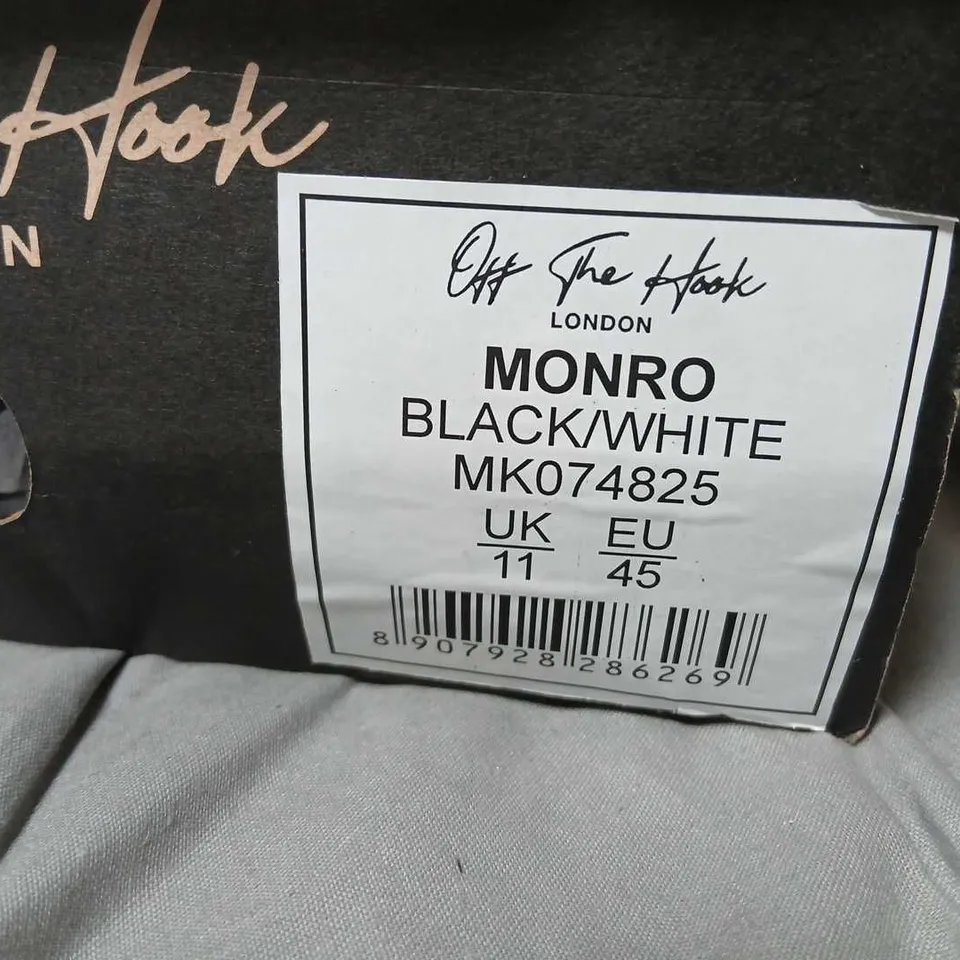 Hook
N
Off The Hook
LONDON
MONRO
BLACK/WHITE
MK074825
UK EU
11 45
8 907928 286269